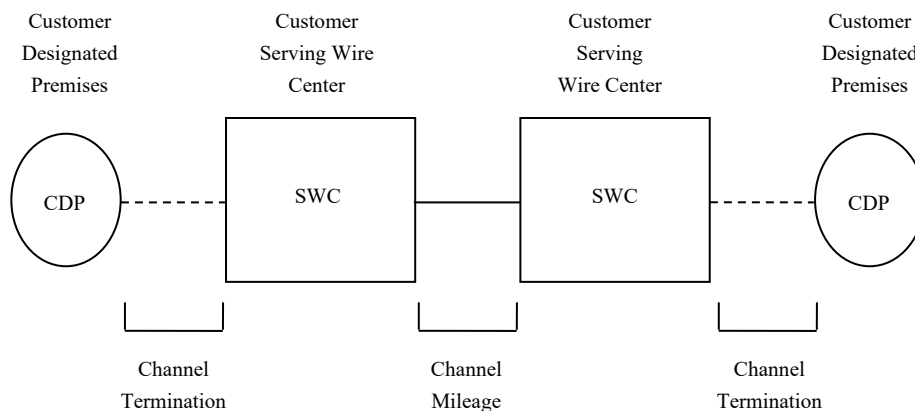 Customer
Designated
Premises
Customer
Serving Wire
Center
Customer
Serving
Wire Center
Customer
Designated
Premises
CDP
SWC
SWC
CDP
Channel
Termination
Channel
Mileage
Channel
Termination